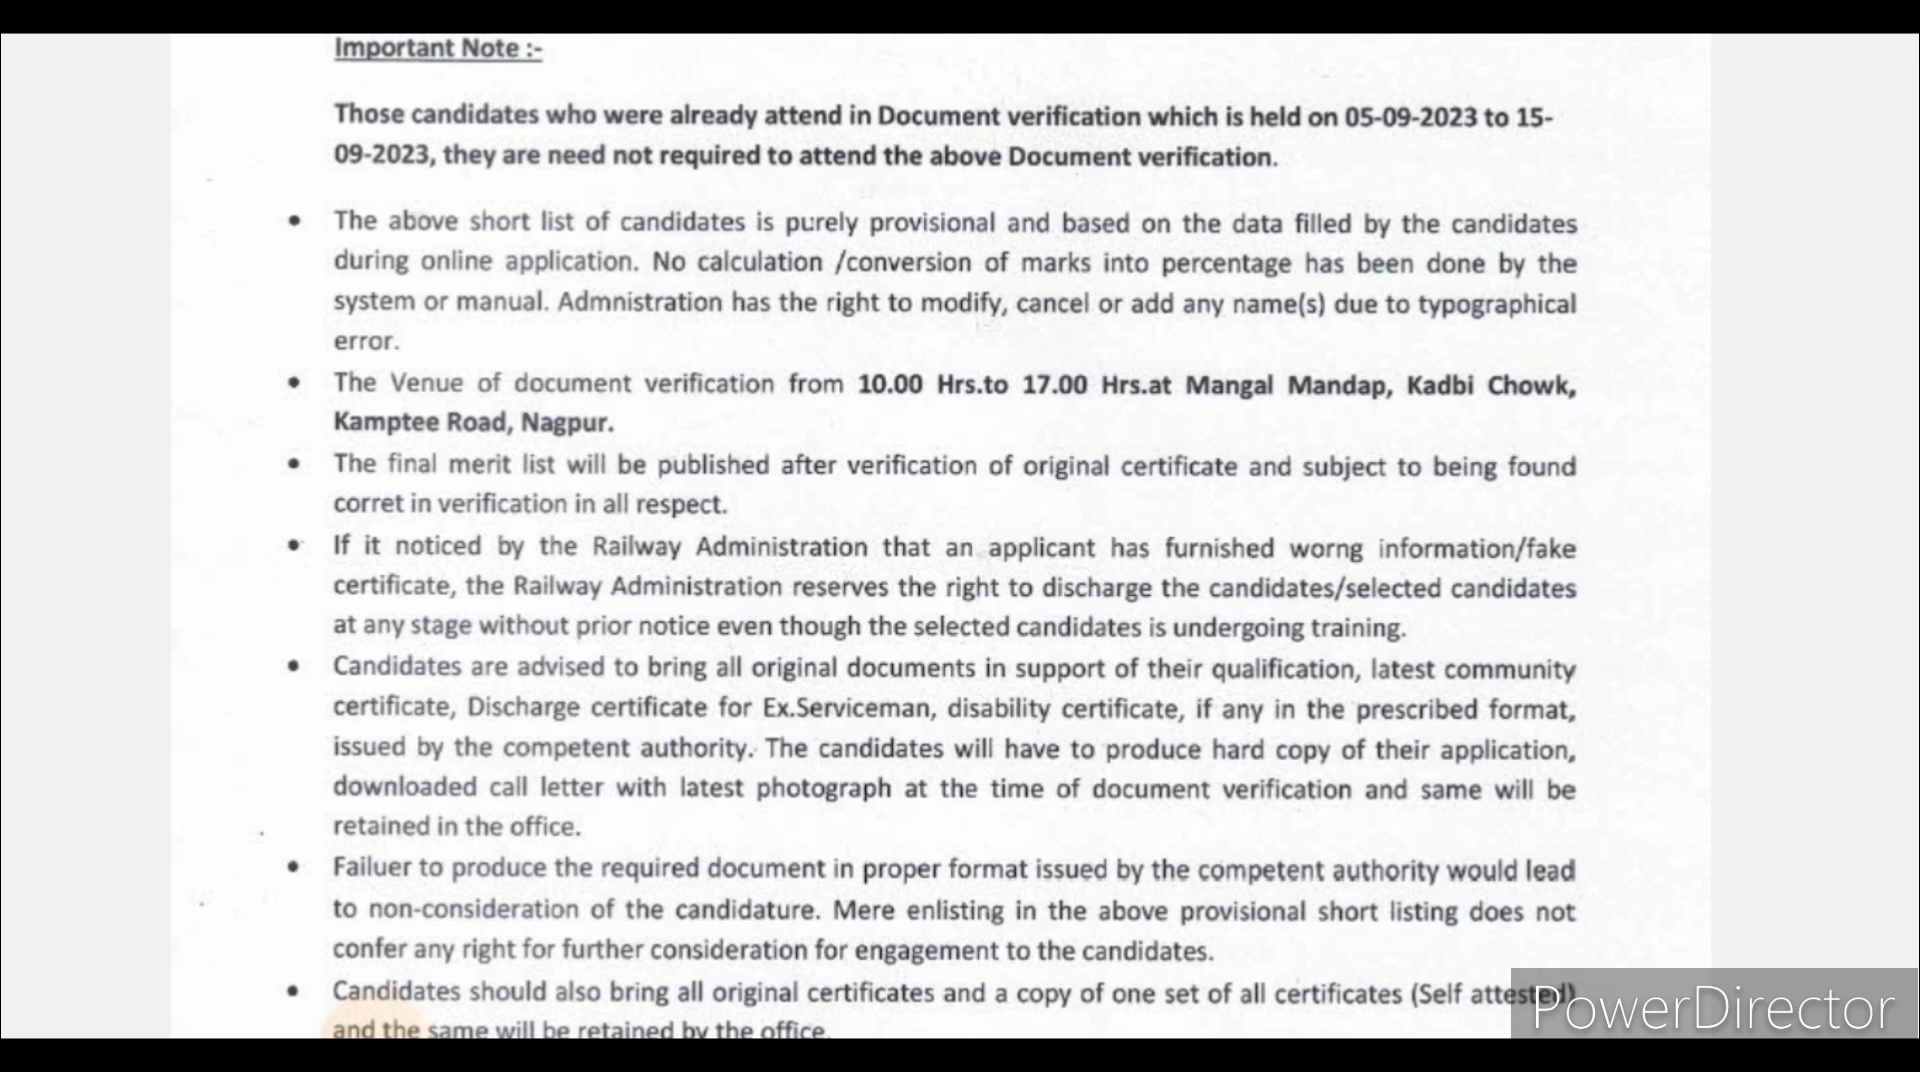 Important Note :-
Those candidates who were already attend in Document verification which is held on 05-09-2023 to 15-
09-2023, they are need not required to attend the above Document verification.
• The above short list of candidates is purely provisional and based on the data filled by the candidates
during online application. No calculation /conversion of marks into percentage has been done by the
system or manual. Admnistration has the right to modify, cancel or add any name(s) due to typographical
error.
• The Venue of document verification from 10.00 Hrs.to 17.00 Hrs.at Mangal Mandap, Kadbi Chowk,
Kamptee Road, Nagpur.
• The final merit list will be published after verification of original certificate and subject to being found
corret in verification in all respect.
• If it noticed by the Railway Administration that an applicant has furnished worng information/fake
certificate, the Railway Administration reserves the right to discharge the candidates/selected candidates
at any stage without prior notice even though the selected candidates is undergoing training.
• Candidates are advised to bring all original documents in support of their qualification, latest community
certificate, Discharge certificate for Ex.Serviceman, disability certificate, if any in the prescribed format,
issued by the competent authority. The candidates will have to produce hard copy of their application,
downloaded call letter with latest photograph at the time of document verification and same will be
retained in the office.
• Failuer to produce the required document in proper format issued by the competent authority would lead
to non-consideration of the candidature. Mere enlisting in the above provisional short listing does not
confer any right for further consideration for engagement to the candidates.
• Candidates should also bring all original certificates and a copy of one set of all certificates (Self attested)
and the same will be retained by the office.
PowerDirector